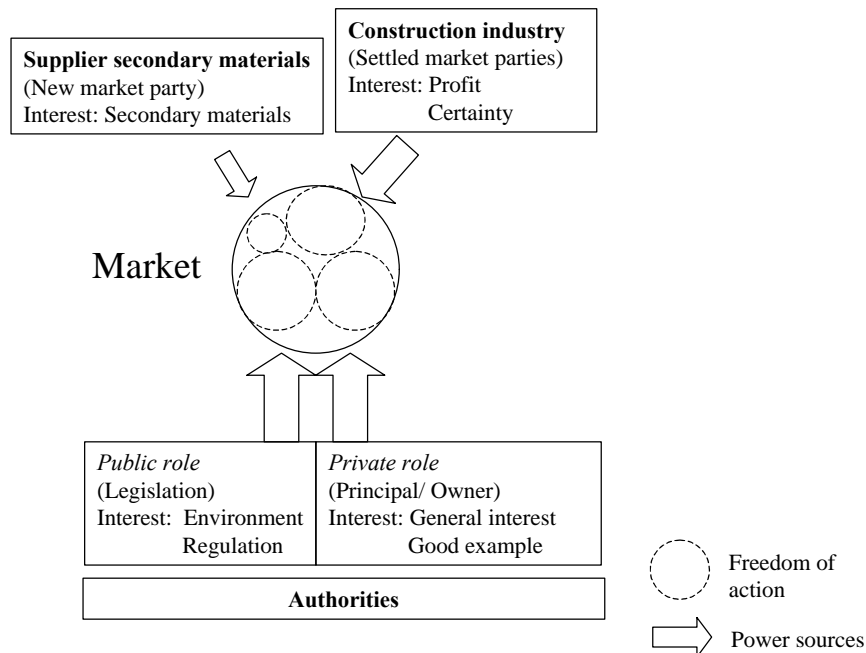 Supplier secondary materials
(New market party)
Interest: Secondary materials
Construction industry
(Settled market parties)
Interest: Profit
Certainty
Market
Public role
(Legislation)
Interest: Environment
Regulation
Private role
(Principal/ Owner)
Interest: General interest
Good example
Authorities
Freedom of
action
Power sources